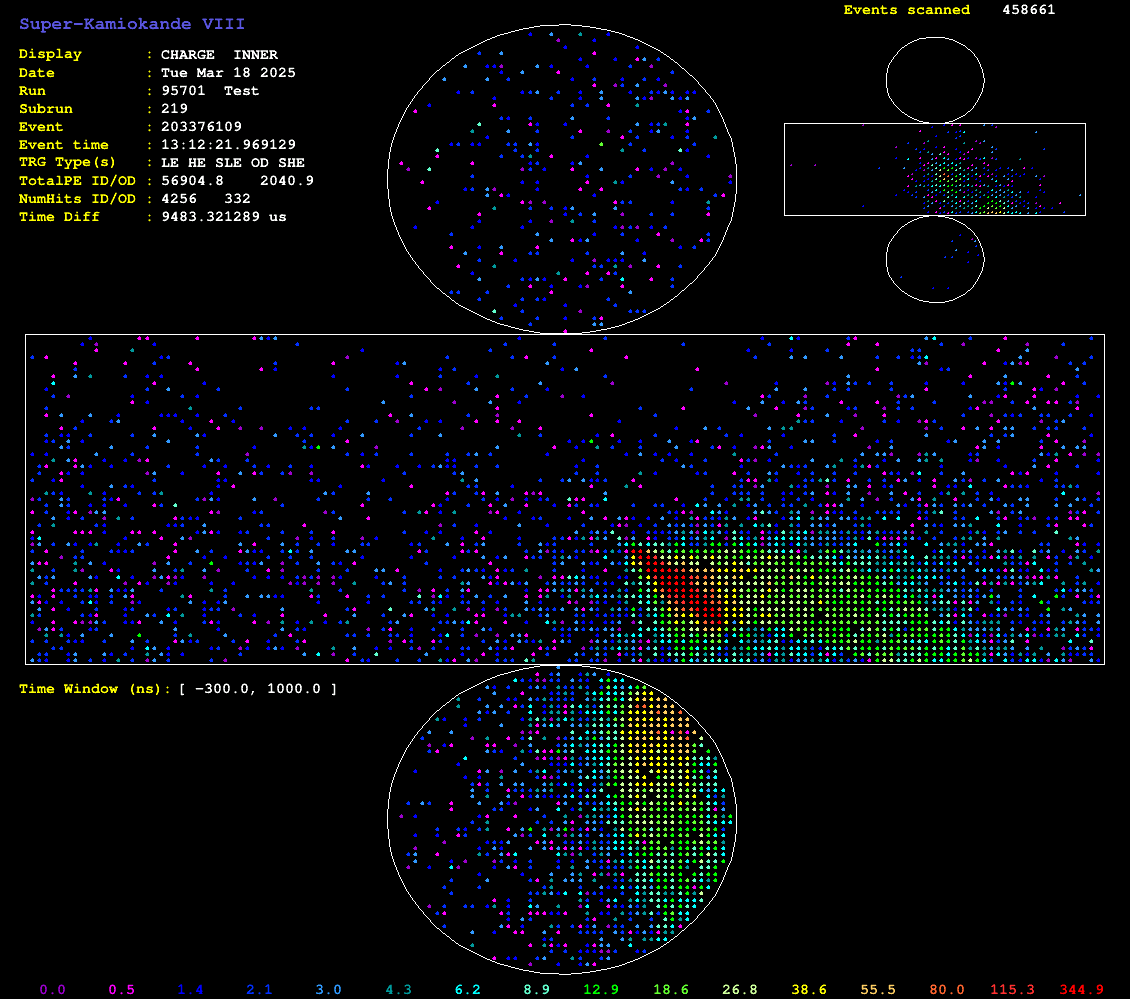 Super-Kamiokande VIII
Events scanned 458661
Display : CHARGE INNER
Date : Tue Mar 18 2025
Run : 95701 Test
Subrun : 219
Event : 203376109
Event time : 13:12:21.969129
TRG Type(s) : LE HE SLE OD SHE
TotalPE ID/OD : 56904.8 2040.9
NumHits ID/OD : 4256 332
Time Diff : 9483.321289 us
Time Window (ns): [ -300.0, 1000.0 ]
0.0 0.5 1.4 2.1 3.0 4.3 6.2 8.9 12.9 18.6 26.8 38.6 55.5 80.0 115.3 344.9